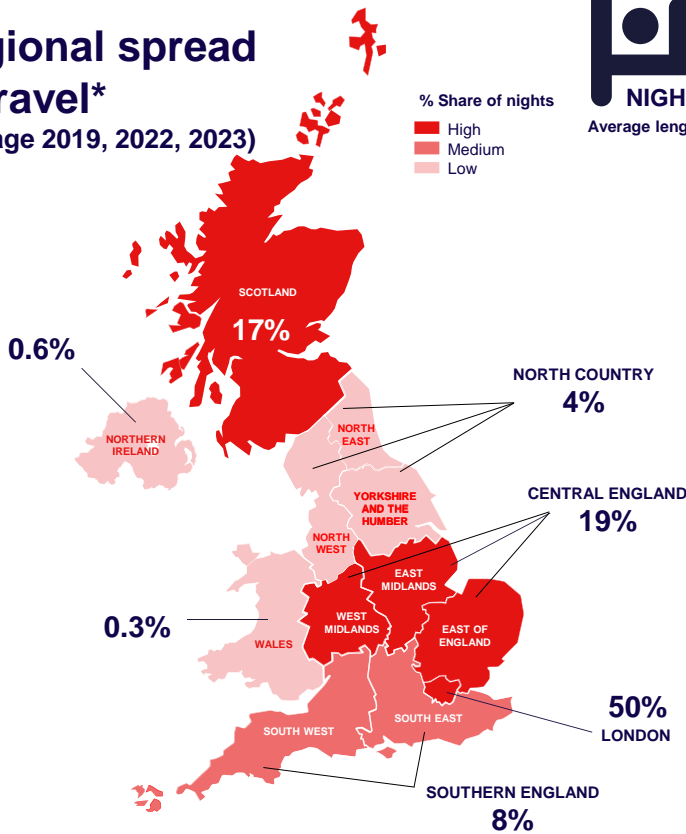 gional spread
ravel*
age 2019, 2022, 2023)
% Share of nights
High
Medium
Low
NIGH
Average leng
SCOTLAND
17%
0.6%
NORTHERN
IRELAND
NORTH COUNTRY
4%
NORTH
EAST
YORKSHIRE
AND THE
HUMBER
NORTH
WEST
CENTRAL ENGLAND
19%
EAST
MIDLANDS
WEST
MIDLANDS
EAST OF
ENGLAND
0.3%
WALES
50%
LONDON
SOUTH WEST
SOUTH EAST
SOUTHERN ENGLAND
8%